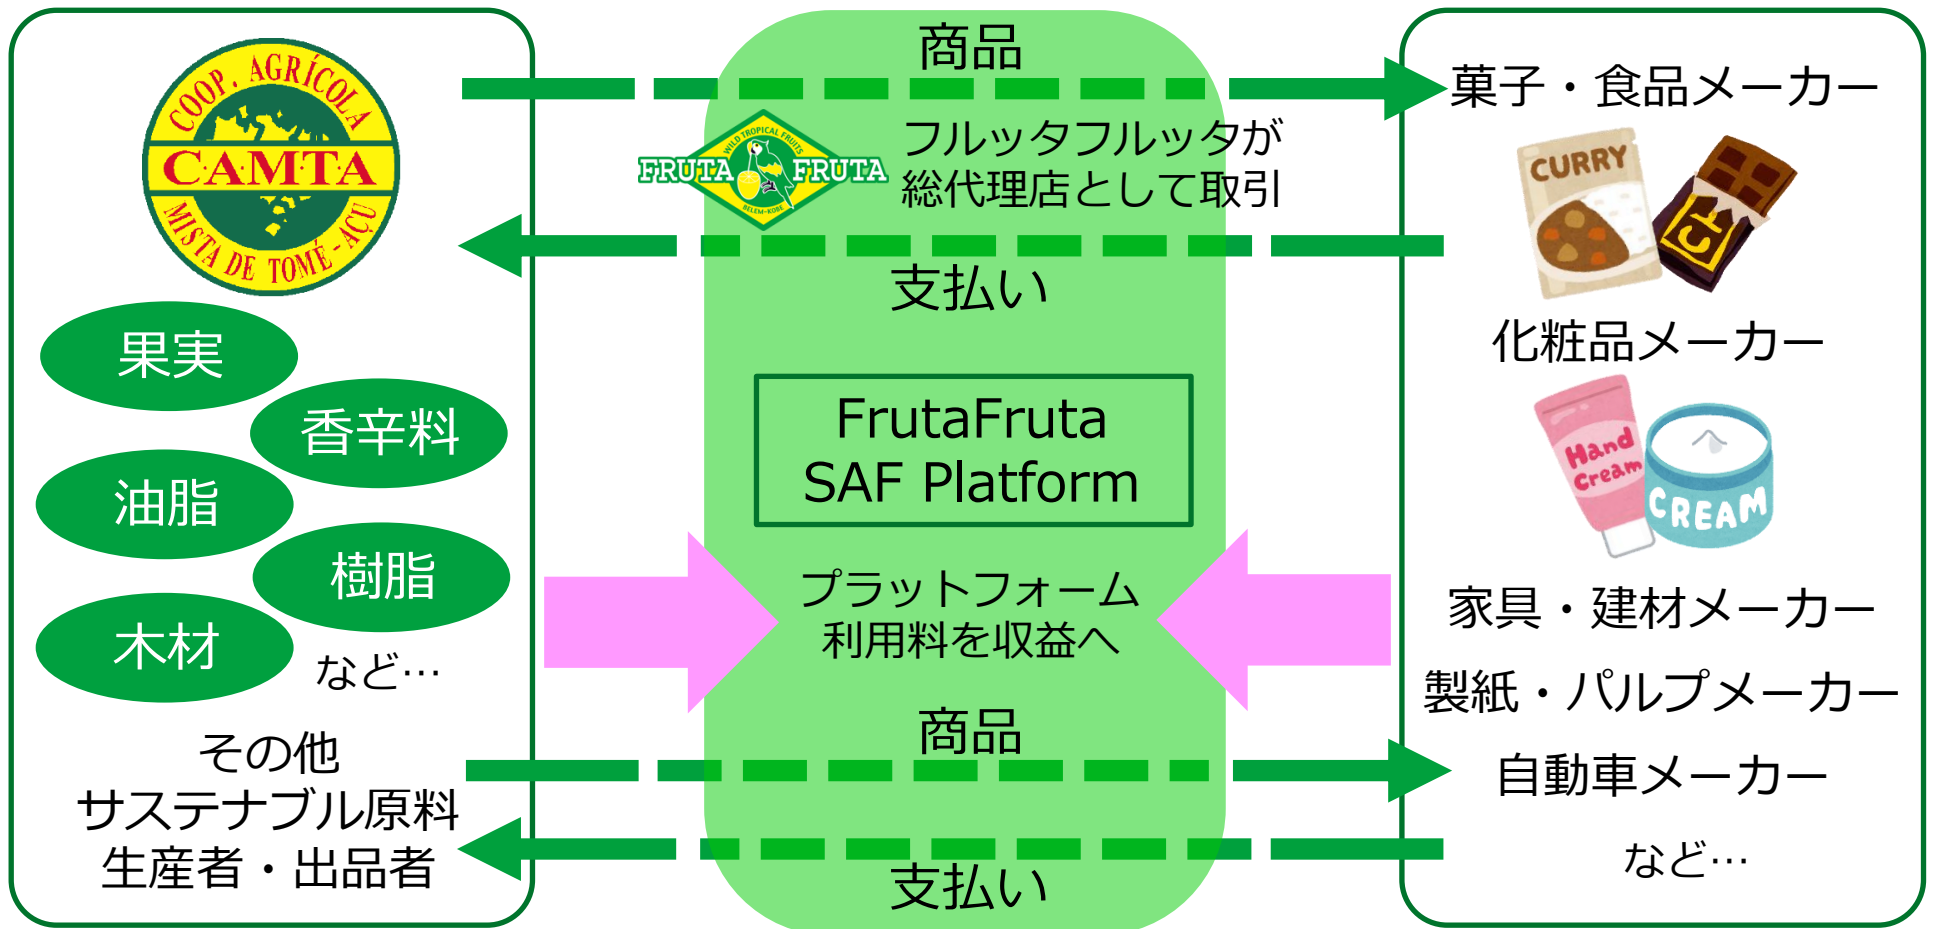 COOP. AGRÍCOLA
C.A.M.T.A
MISTA DE TOMÉ-AÇU
果実
香辛料
油脂
樹脂
木材
など…
その他
サステナブル原料
生産者・出品者
商品
WILD TROPICAL FRUITS
FRUTA FRUTA
BELÉM-KOBE
フルッタフルッタが
総代理店として取引
支払い
FrutaFruta
SAF Platform
プラットフォーム
利用料を収益へ
商品
支払い
菓子・食品メーカー
CURRY
チョコ
化粧品メーカー
Hand
Cream
CREAM
家具・建材メーカー
製紙・パルプメーカー
自動車メーカー
など…